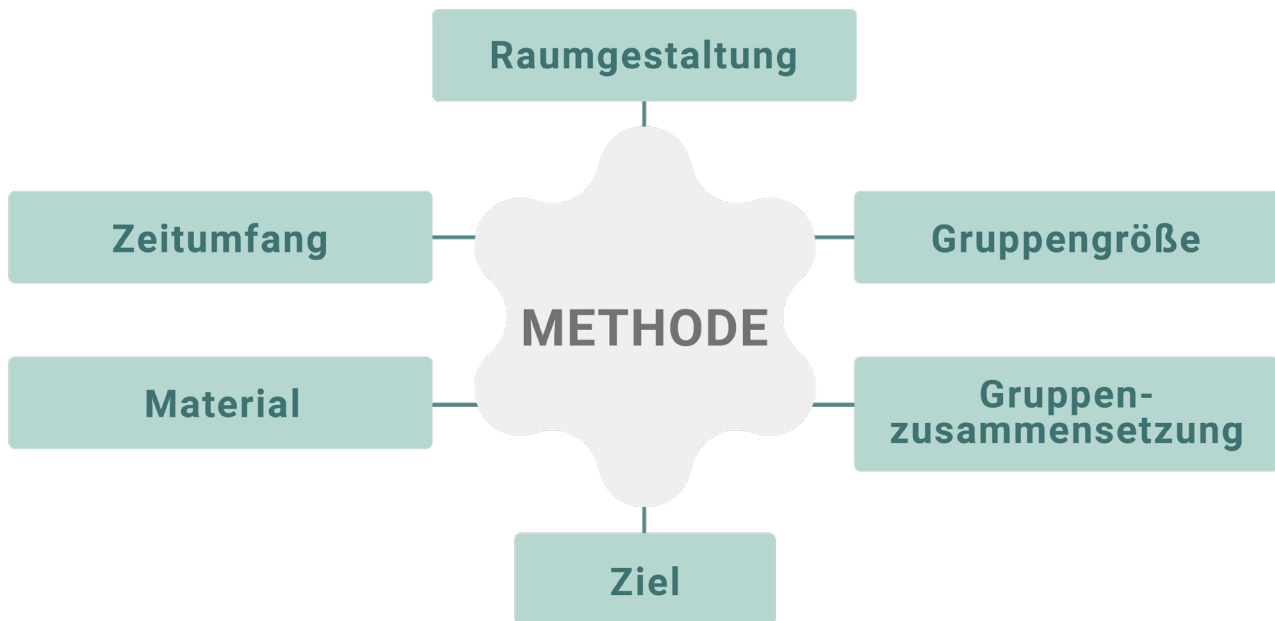 Raumgestaltung
Zeitumfang
Gruppengröße
METHODE
Material
Gruppen-
zusammensetzung
Ziel